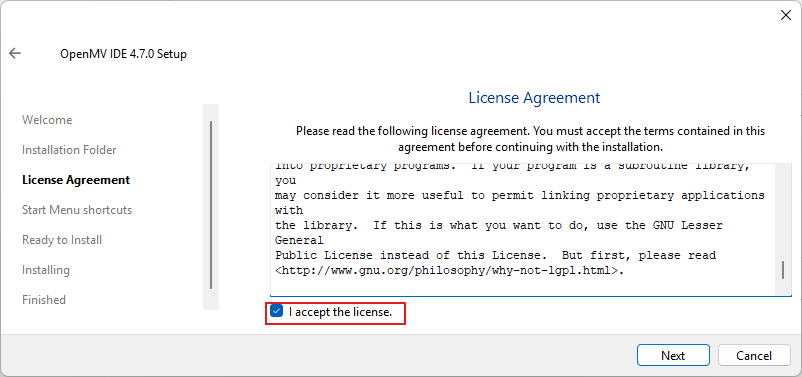 OpenMV IDE 4.7.0 Setup
Welcome
Installation Folder
License Agreement
Start Menu shortcuts
Ready to Install
Installing
Finished
License Agreement
Please read the following license agreement. You must accept the terms contained in this
agreement before continuing with the installation.
into proprietary programs.  If your program is a subroutine library,
you
may consider it more useful to permit linking proprietary applications
with
the library.  If this is what you want to do, use the GNU Lesser
General
Public License instead of this License.  But first, please read
<http://www.gnu.org/philosophy/why-not-lgpl.html>.
I accept the license.
Next
Cancel